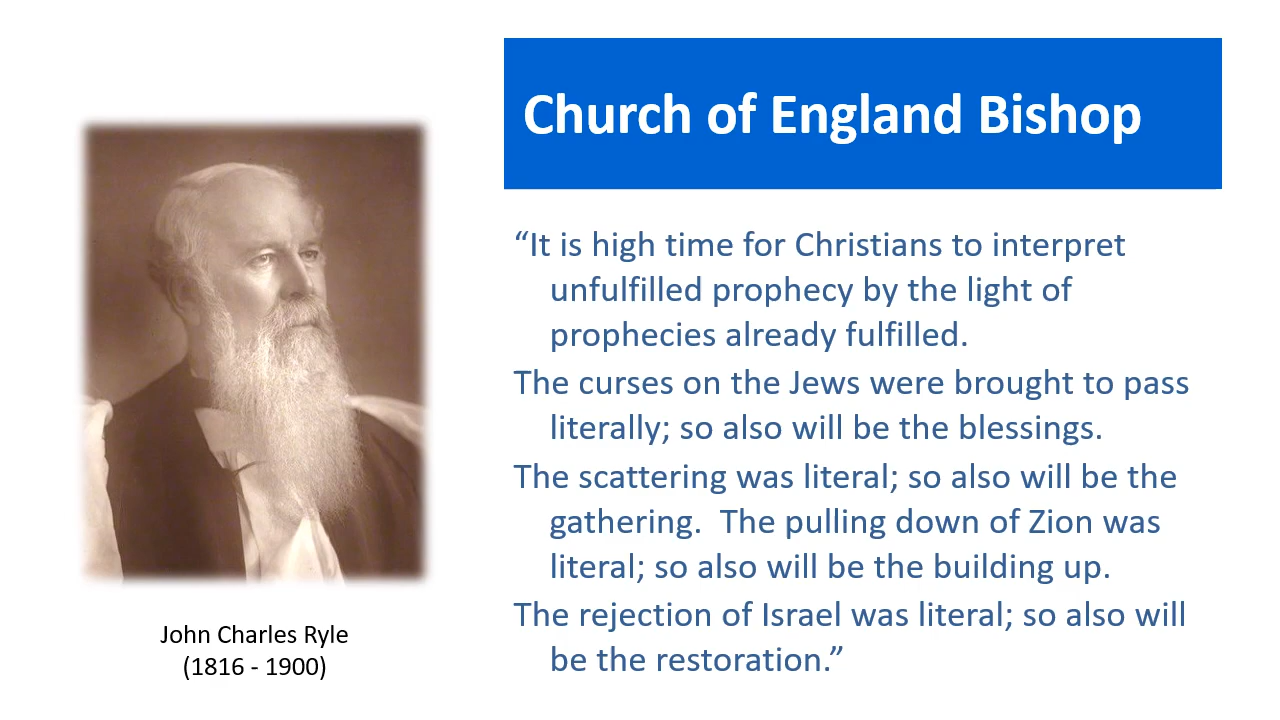 Church of England Bishop
“It is high time for Christians to interpret
unfulfilled prophecy by the light of
prophecies already fulfilled.
The curses on the Jews were brought to pass
literally; so also will be the blessings.
The scattering was literal; so also will be the
gathering.  The pulling down of Zion was
literal; so also will be the building up.
The rejection of Israel was literal; so also will
be the restoration.”
John Charles Ryle
(1816 - 1900)